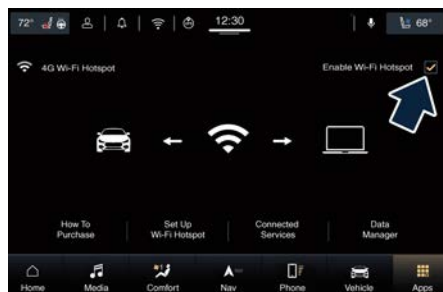 72° 12:30 68°
4G Wi-Fi Hotspot Enable Wi-Fi Hotspot
How To Purchase
Set Up Wi-Fi Hotspot
Connected Services
Data Manager
Home Media Comfort Nav Phone Vehicle Apps